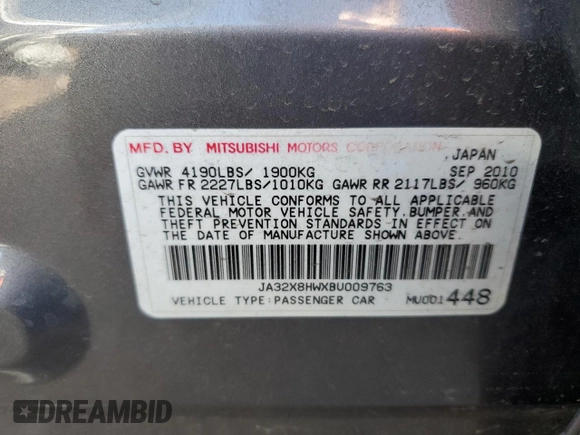 MFD. BY MITSUBISHI MOTORS CORPORATION
JAPAN
GVWR 4190LBS/ 1900KG SEP 2010
GAWR FR 2227LBS/1010KG GAWR RR 2117LBS/ 960KG
THIS VEHICLE CONFORMS TO ALL APPLICABLE
FEDERAL MOTOR VEHICLE SAFETY, BUMPER, AND
THEFT PREVENTION STANDARDS IN EFFECT ON
THE DATE OF MANUFACTURE SHOWN ABOVE.
JA32X8HWXBU009763
VEHICLE TYPE:PASSENGER CAR MU001448
DREAMBID